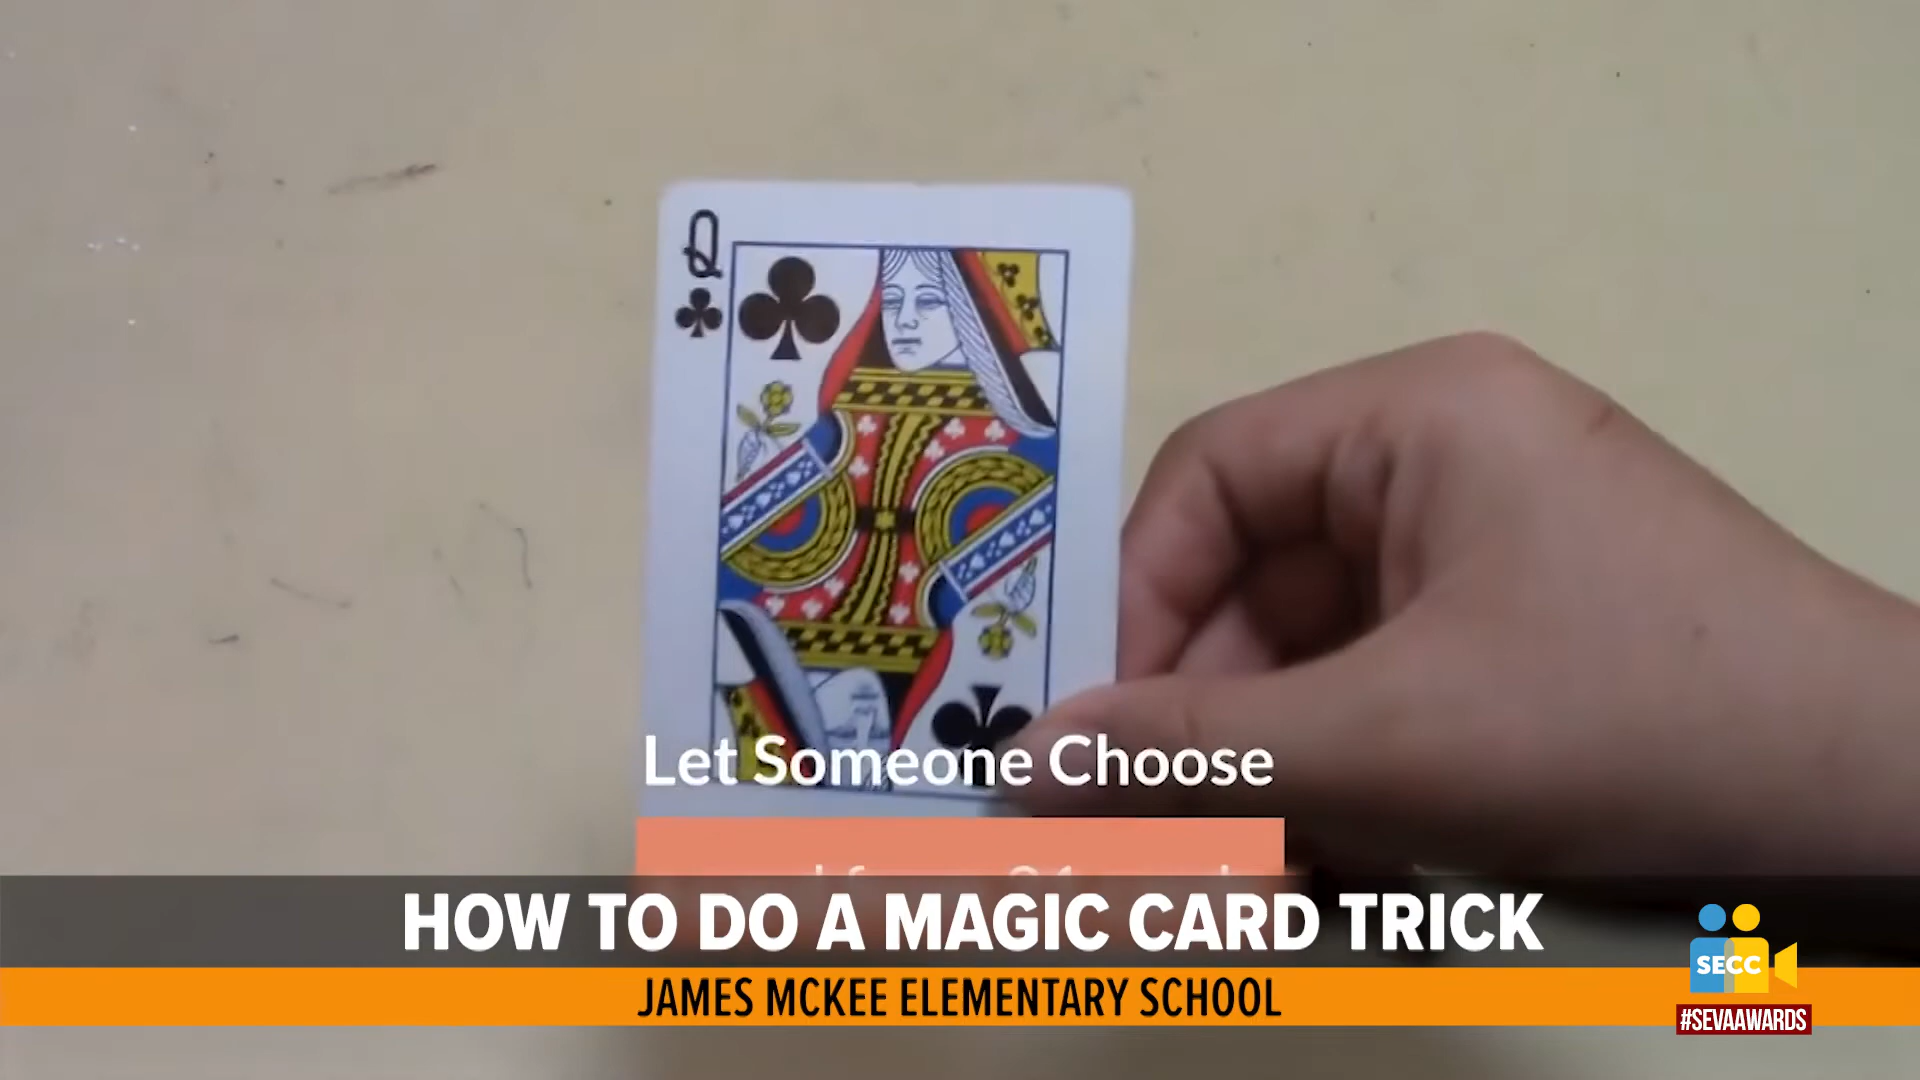 Q
Let Someone Choose
HOW TO DO A MAGIC CARD TRICK
JAMES MCKEE ELEMENTARY SCHOOL
SECC
#SEVAAWARDS